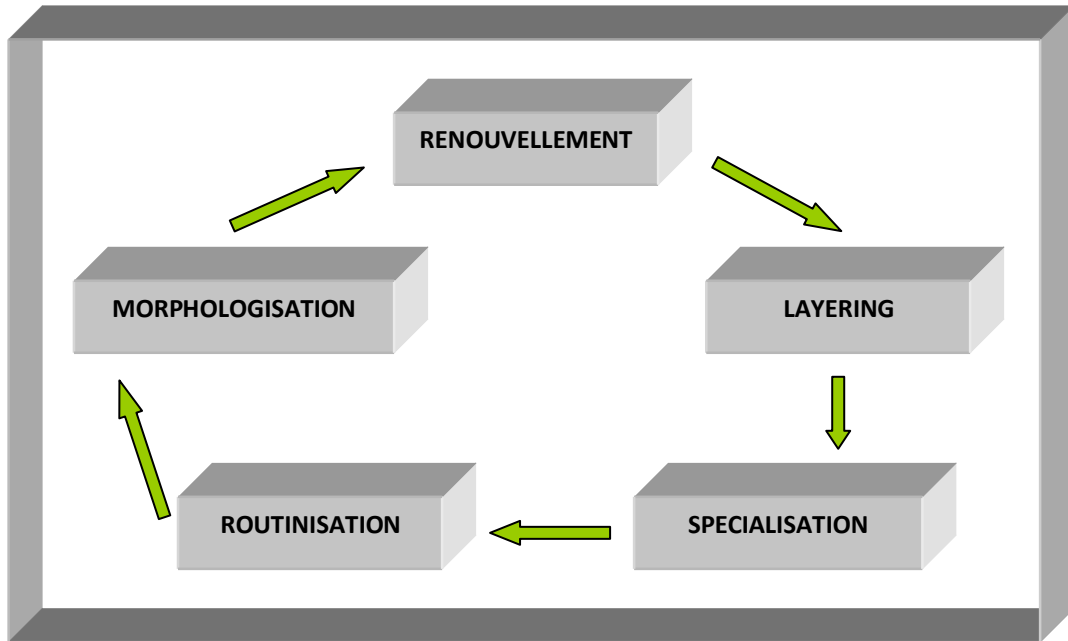 RENOUVELLEMENT
MORPHOLOGISATION
LAYERING
ROUTINISATION
SPECIALISATION